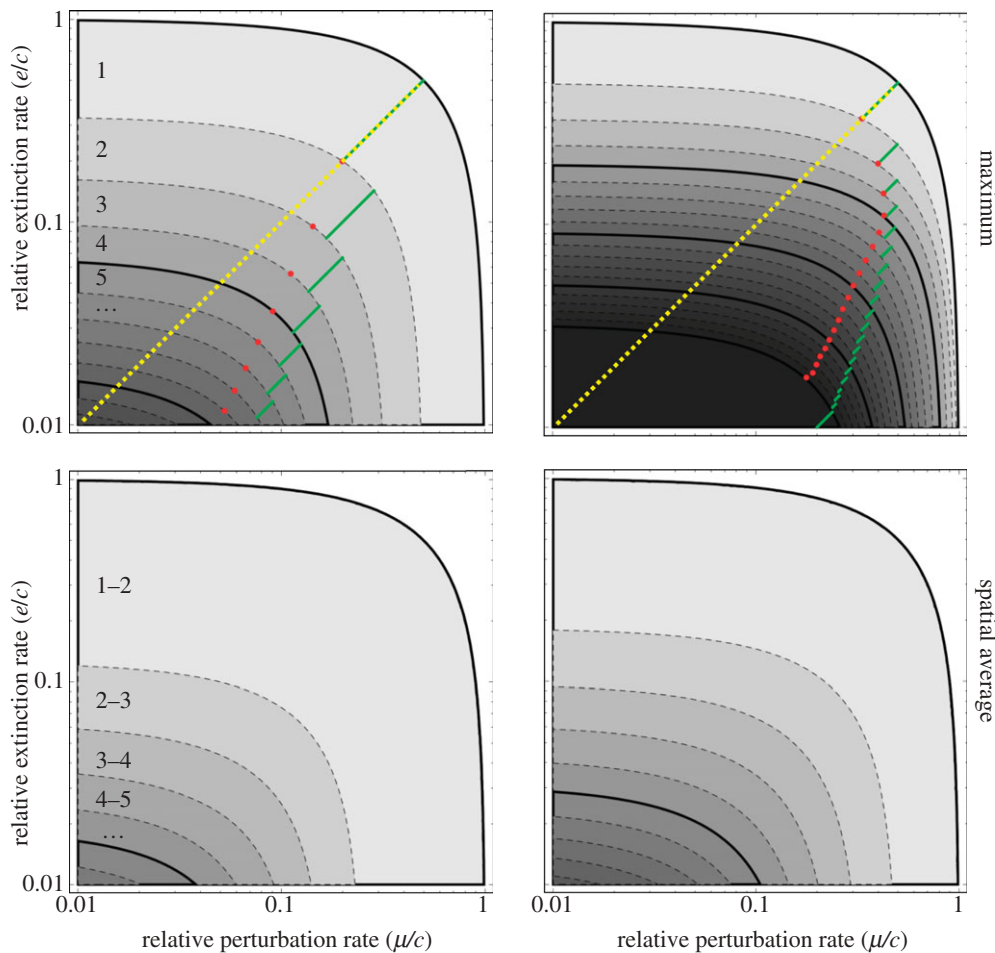 1
1
2
3
4
5
...
0.1
0.01
relative extinction rate (e/c)
maximum
1
1–2
2–3
3–4
4–5
...
0.1
0.01
relative extinction rate (e/c)
spatial average
0.01 0.1 1
0.01 0.1 1
relative perturbation rate (μ/c)
relative perturbation rate (μ/c)